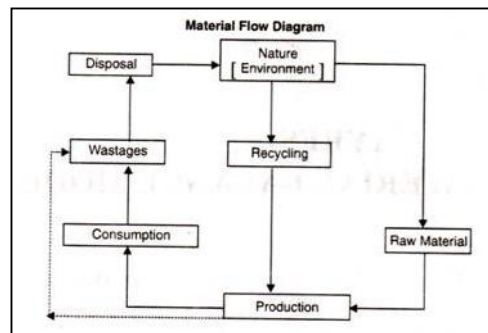 Material Flow Diagram
Nature
[ Environment ]
Disposal
Wastages
Recycling
Consumption
Raw Material
Production